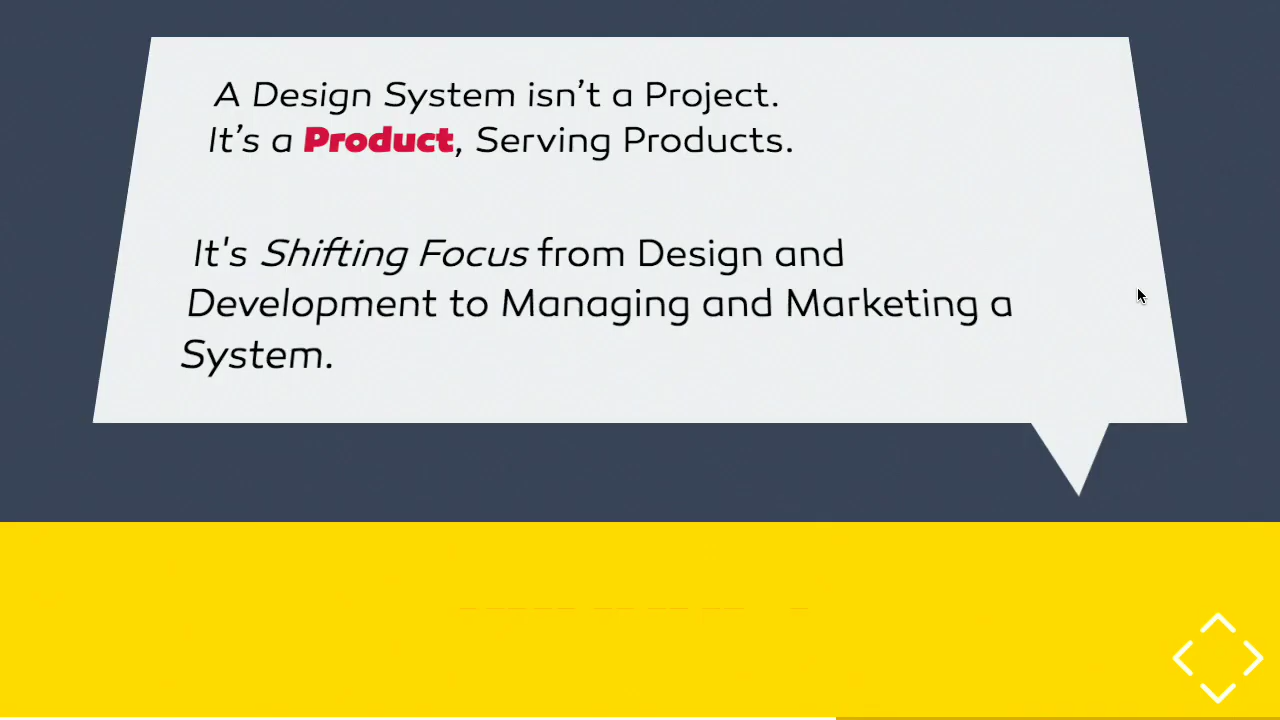 A Design System isn’t a Project.
It’s a Product, Serving Products.
It's Shifting Focus from Design and
Development to Managing and Marketing a
System.